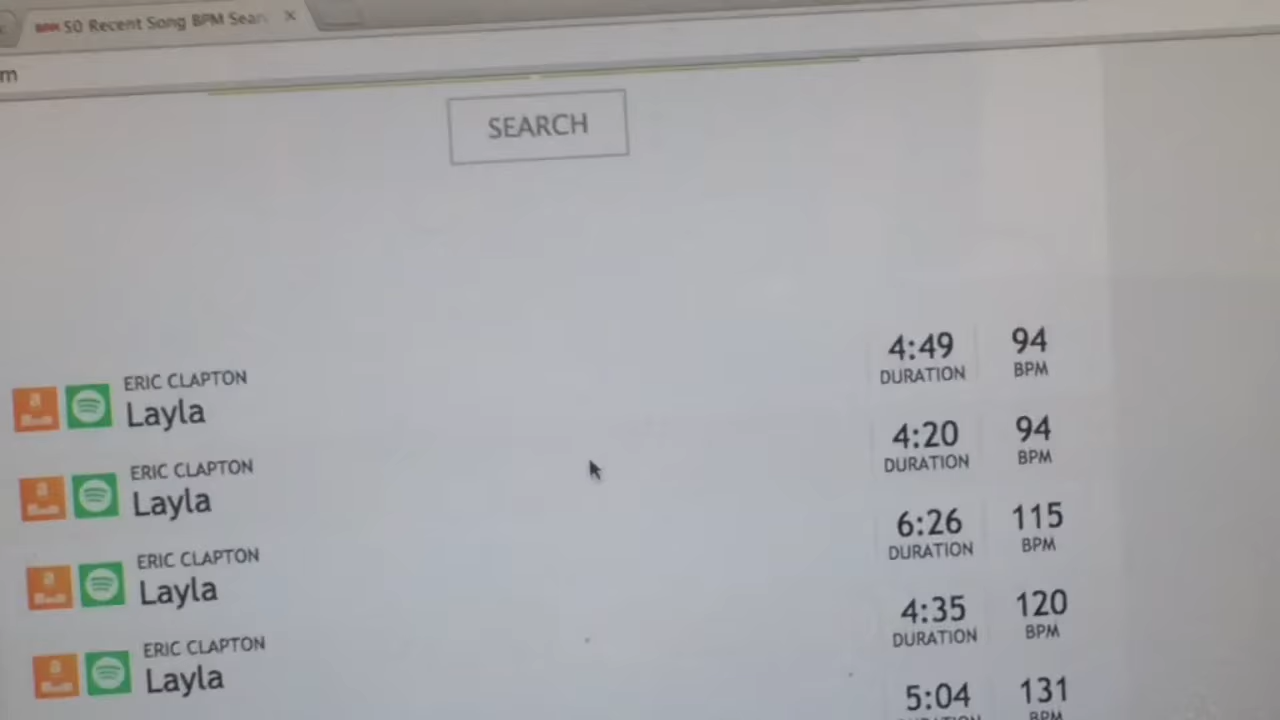 50 Recent Song BPM Sear
m
SEARCH
ERIC CLAPTON
Layla
4:49 94
DURATION BPM
ERIC CLAPTON
Layla
4:20 94
DURATION BPM
ERIC CLAPTON
Layla
6:26 115
DURATION BPM
ERIC CLAPTON
Layla
4:35 120
DURATION BPM
5:04 131
DURATION BPM